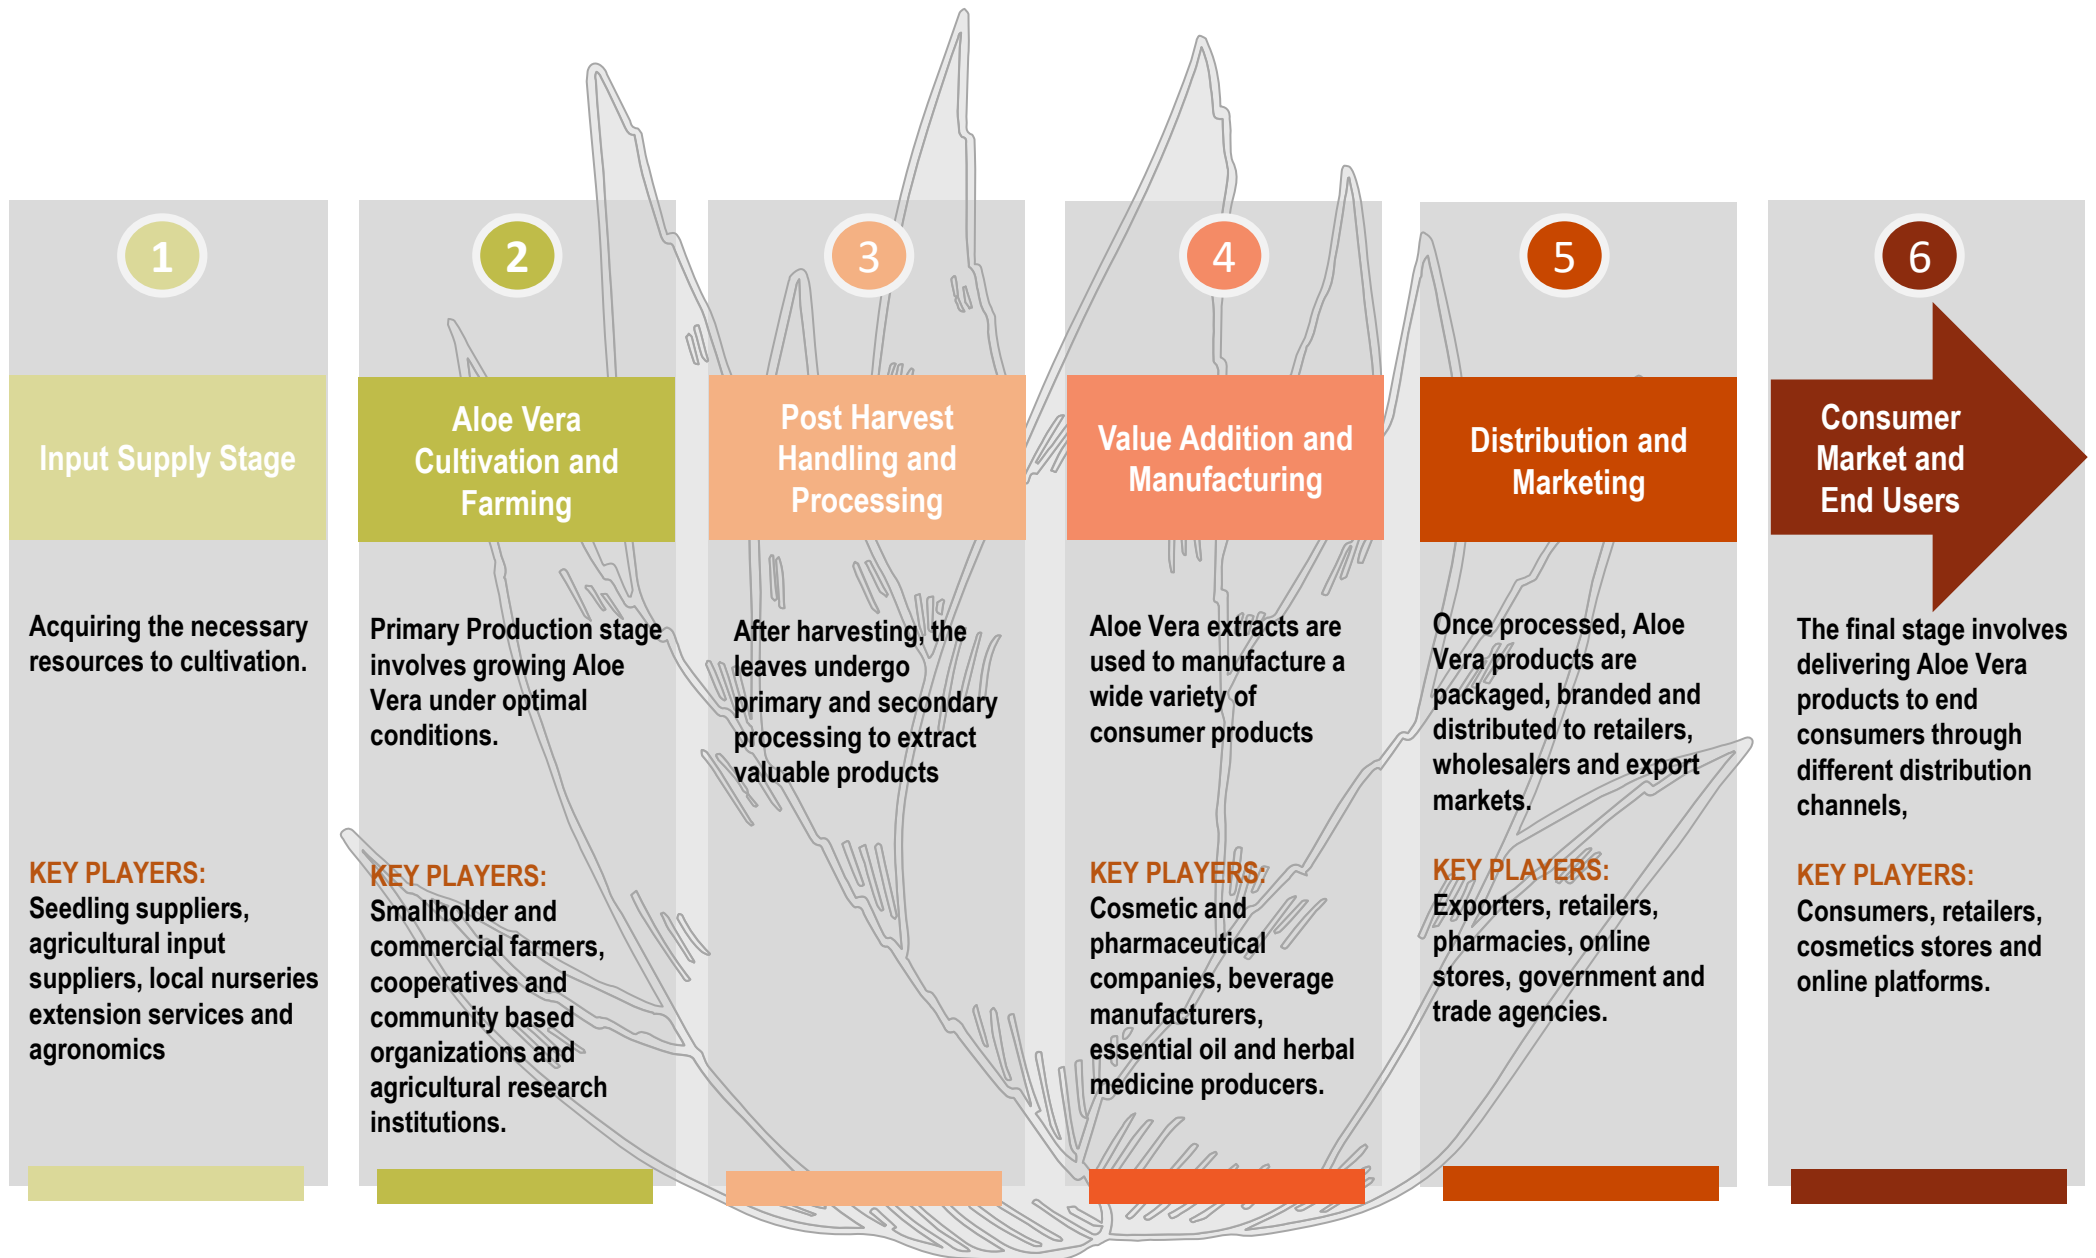 1
Input Supply Stage
Acquiring the necessary
resources to cultivation.
KEY PLAYERS:
Seedling suppliers,
agricultural input
suppliers, local nurseries
extension services and
agronomics
2
Aloe Vera
Cultivation and
Farming
Primary Production stage
involves growing Aloe
Vera under optimal
conditions.
KEY PLAYERS:
Smallholder and
commercial farmers,
cooperatives and
community based
organizations and
agricultural research
institutions.
3
Post Harvest
Handling and
Processing
After harvesting, the
leaves undergo
primary and secondary
processing to extract
valuable products
4
Value Addition and
Manufacturing
Aloe Vera extracts are
used to manufacture a
wide variety of
consumer products
KEY PLAYERS:
Cosmetic and
pharmaceutical
companies, beverage
manufacturers,
essential oil and herbal
medicine producers.
5
Distribution and
Marketing
Once processed, Aloe
Vera products are
packaged, branded and
distributed to retailers,
wholesalers and export
markets.
KEY PLAYERS:
Exporters, retailers,
pharmacies, online
stores, government and
trade agencies.
6
Consumer
Market and
End Users
The final stage involves
delivering Aloe Vera
products to end
consumers through
different distribution
channels,
KEY PLAYERS:
Consumers, retailers,
cosmetics stores and
online platforms.